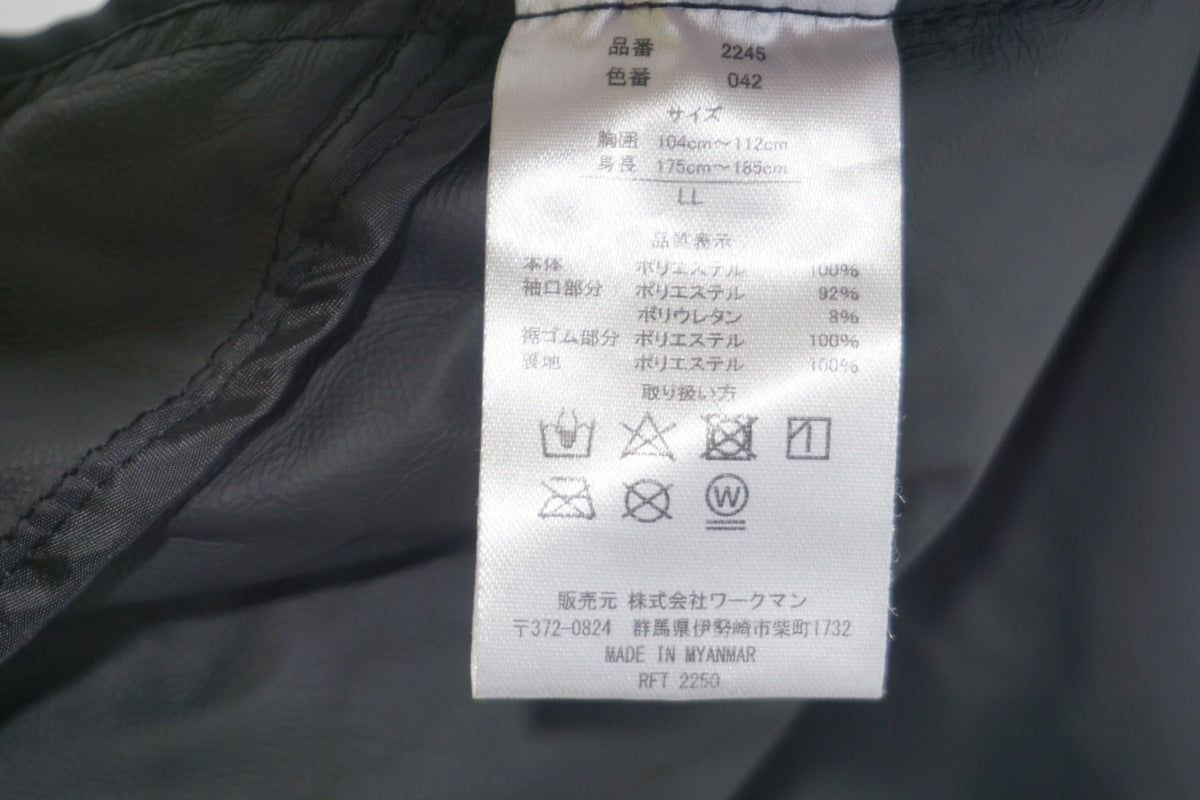 品番 2245
色番 042
サイズ
胸囲 104cm～112cm
身長 175cm～185cm
LL
品質表示
本体 ポリエステル 100%
袖口部分 ポリエステル 92%
ポリウレタン 8%
裾ゴム部分 ポリエステル 100%
裏地 ポリエステル 100%
取り扱い方
W
販売元 株式会社ワークマン
〒372-0824 群馬県伊勢崎市柴町1732
MADE IN MYANMAR
RFT 2250